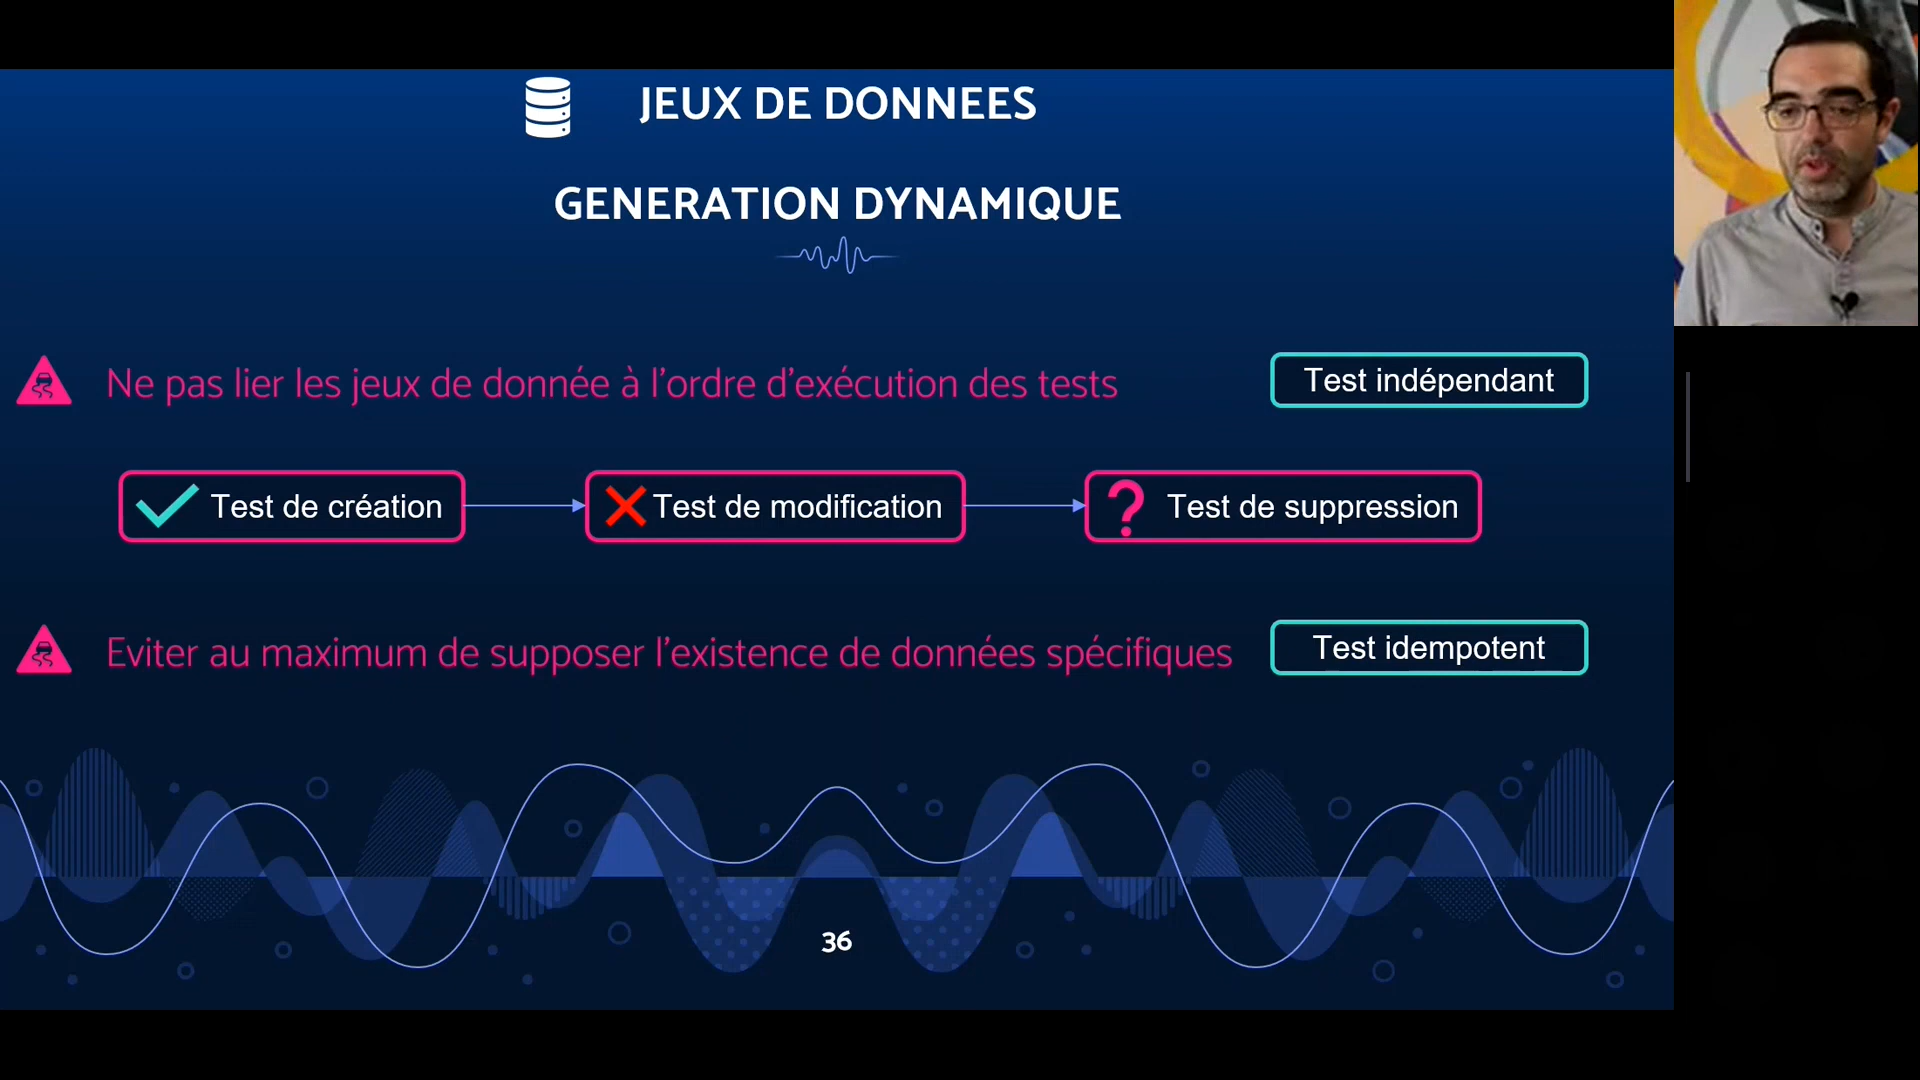 JEUX DE DONNEES
GENERATION DYNAMIQUE
Ne pas lier les jeux de donnée à l'ordre d'exécution des tests
Test indépendant
Test de création
Test de modification
? Test de suppression
Eviter au maximum de supposer l'existence de données spécifiques
Test idempotent
36